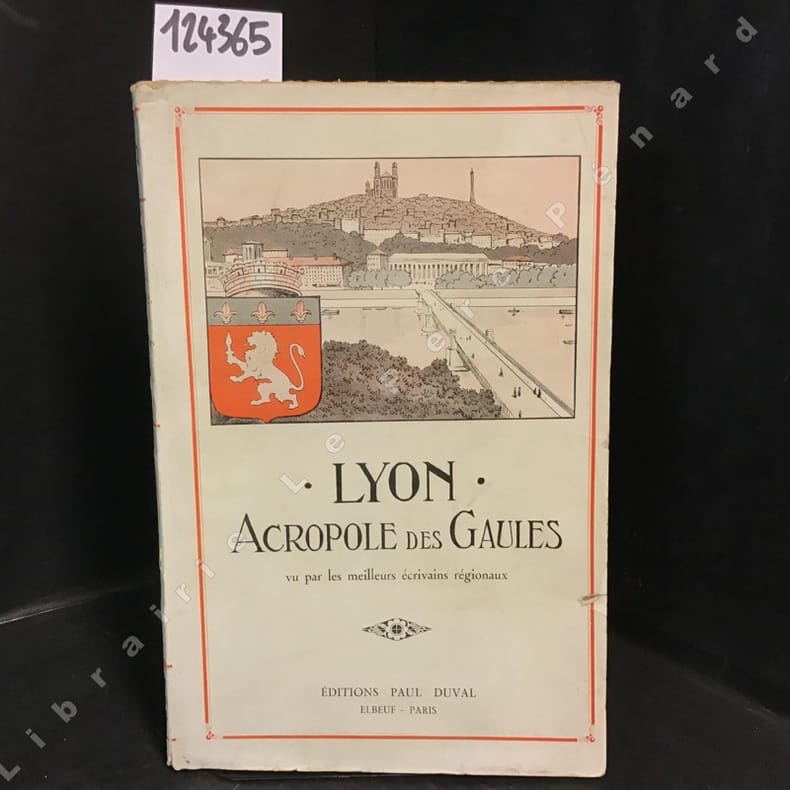 124365
· LYON ·
ACROPOLE DES GAULES
vu par les meilleurs écrivains régionaux
ÉDITIONS PAUL DUVAL
ELBEUF – PARIS
Librairie Le Père Pénard